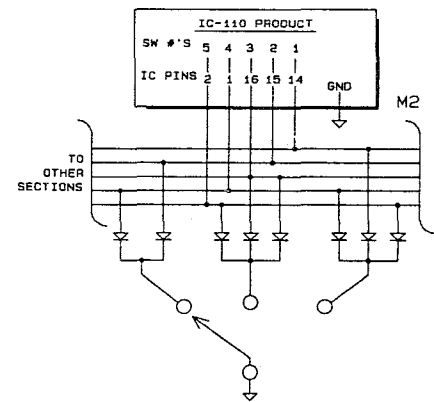 IC-110 PRODUCT
SW #'S 5 4 3 2 1
IC PINS 2 1 16 15 14
GND
M2
TO
OTHER
SECTIONS